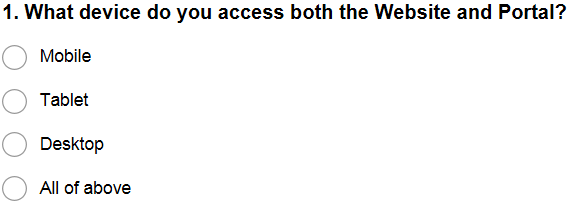 1. What device do you access both the Website and Portal?
Mobile
Tablet
Desktop
All of above